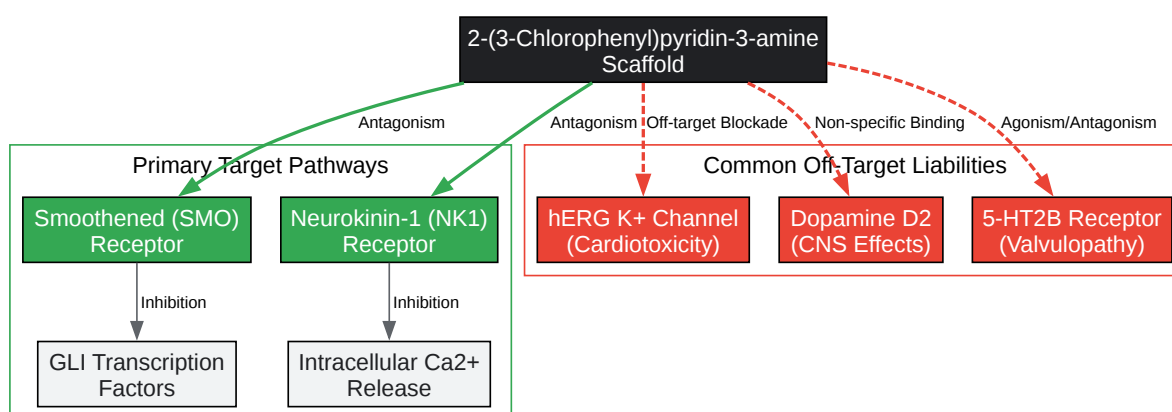 2-(3-Chlorophenyl)pyridin-3-amine
Scaffold
Antagonism
Antagonism
Off-target Blockade
Non-specific Binding
Agonism/Antagonism
Primary Target Pathways
Common Off-Target Liabilities
Smoothened (SMO)
Receptor
Neurokinin-1 (NK1)
Receptor
hERG K+ Channel
(Cardiotoxicity)
Dopamine D2
(CNS Effects)
5-HT2B Receptor
(Valvulopathy)
Inhibition
Inhibition
GLI Transcription
Factors
Intracellular Ca2+
Release